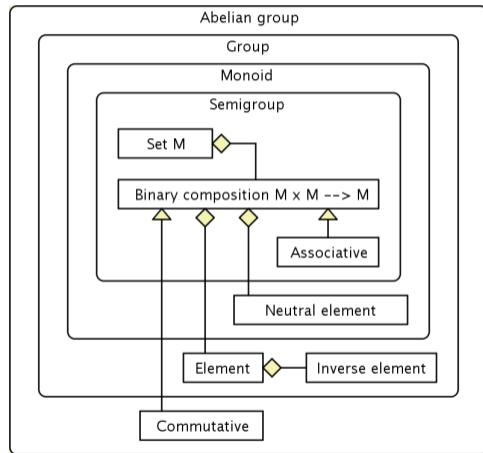 Abelian group
Group
Monoid
Semigroup
Set M
Binary composition M x M --> M
Associative
Neutral element
Element
Inverse element
Commutative